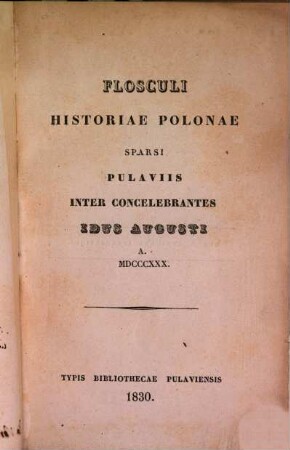 FLOSCULI
HISTORIAE POLONAE
SPARSI
PULAVIIS
INTER CONCELEBRANTES
IDUS AUGUSTI
A.
MDCCCXXX.
TYPIS BIBLIOTHECAE PULAVIENSIS
1830.